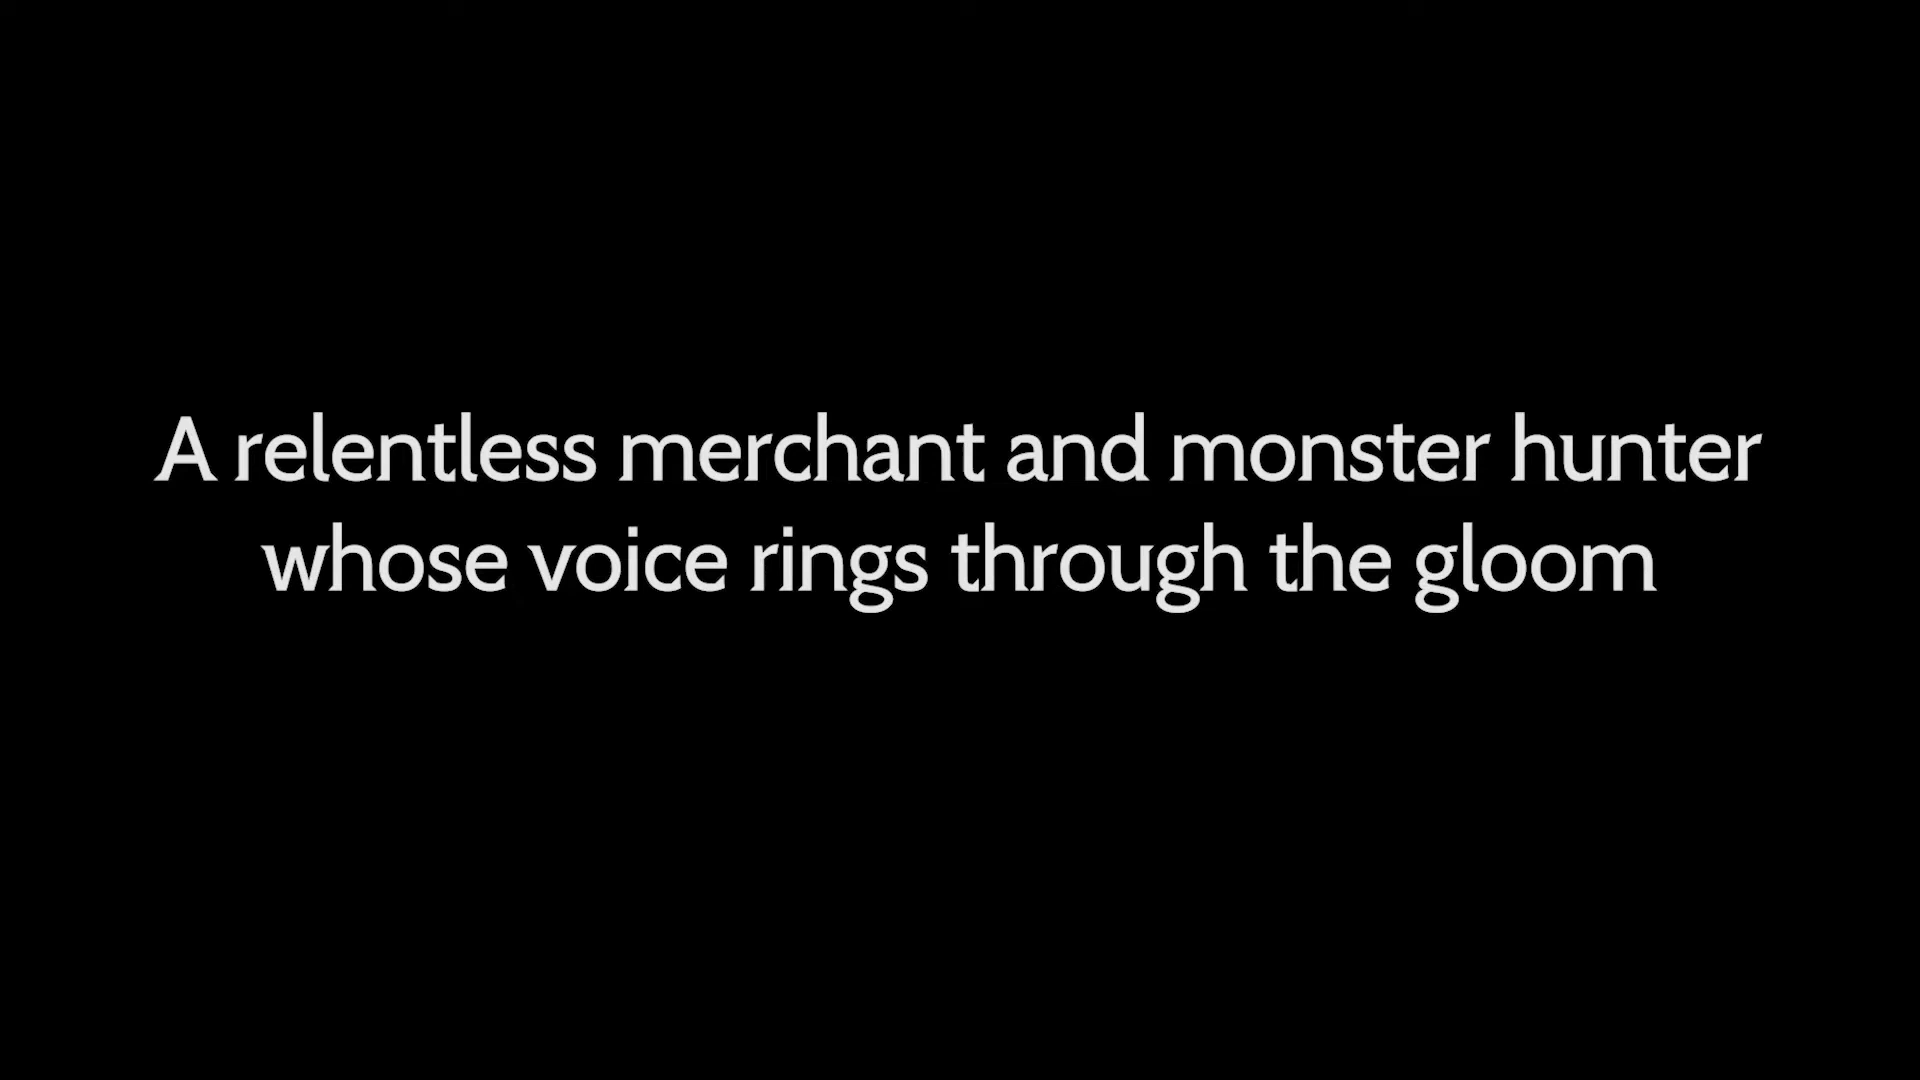 A relentless merchant and monster hunter
whose voice rings through the gloom